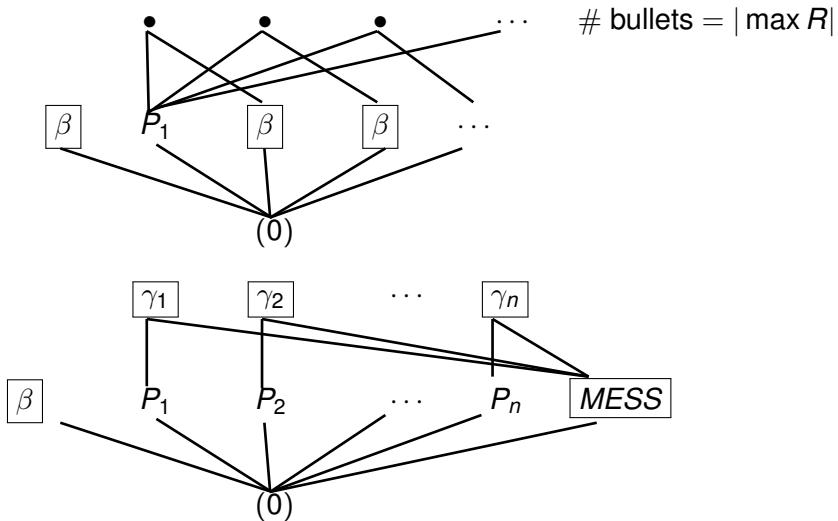 • • • ⋯ # bullets = | max R|
β P₁ β β ⋯
(0)
γ₁ γ₂ ⋯ γₙ
β P₁ P₂ ⋯ Pₙ MESS
(0)